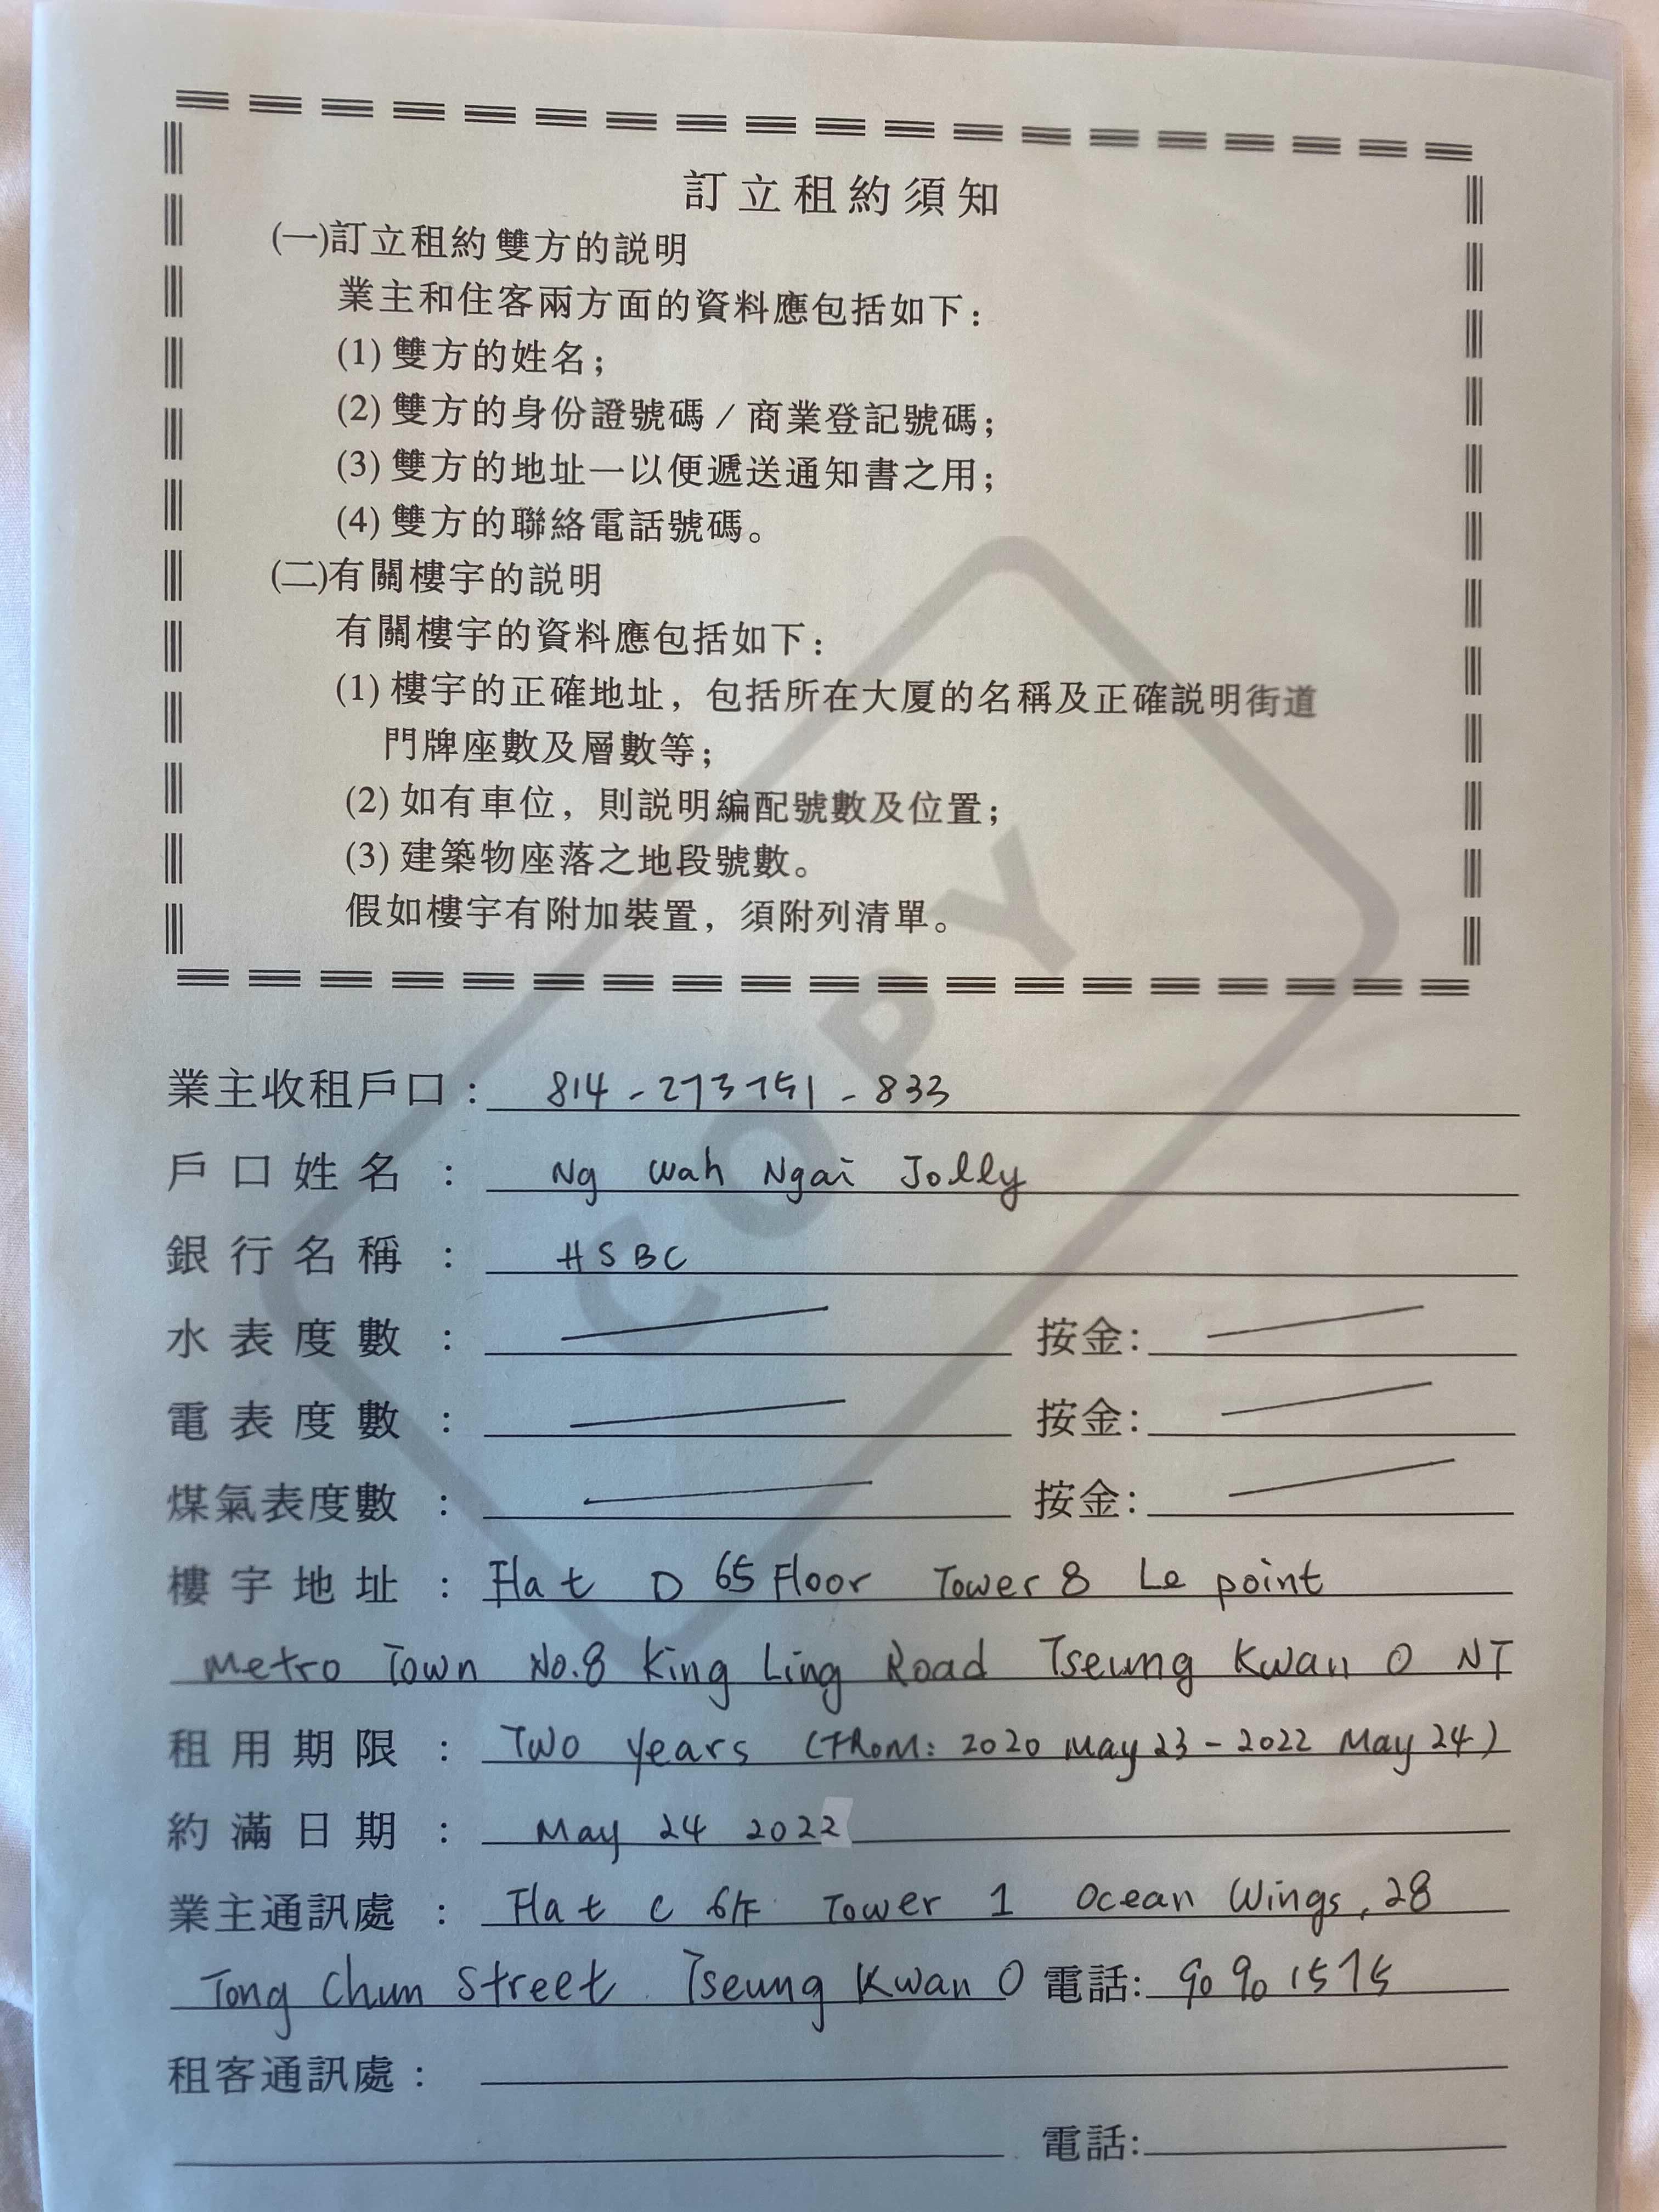 訂立租約須知
(一)訂立租約雙方的説明
業主和住客兩方面的資料應包括如下：
(1) 雙方的姓名；
(2) 雙方的身份證號碼／商業登記號碼；
(3) 雙方的地址一以便遞送通知書之用；
(4) 雙方的聯絡電話號碼。
(二)有關樓宇的説明
有關樓宇的資料應包括如下：
(1) 樓宇的正確地址，包括所在大厦的名稱及正確説明街道
門牌座數及層數等；
(2) 如有車位，則説明編配號數及位置；
(3) 建築物座落之地段號數。
假如樓宇有附加裝置，須附列清單。
COPY
業主收租戶口：814-273751-833
戶口姓名：Ng Wah Ngai Jolly
銀行名稱：HSBC
水表度數： 按金：
電表度數： 按金：
煤氣表度數： 按金：
樓宇地址：Flat D 65 Floor Tower 8 Le point
Metro Town No.8 King Ling Road Tseung Kwan O NT
租用期限：Two years (FROM: 2020 May 23 - 2022 May 24)
約滿日期：May 24 2022
業主通訊處：Flat C 6/F Tower 1 Ocean Wings, 28
Tong Chun Street Tseung Kwan O 電話：90901575
租客通訊處：
電話：